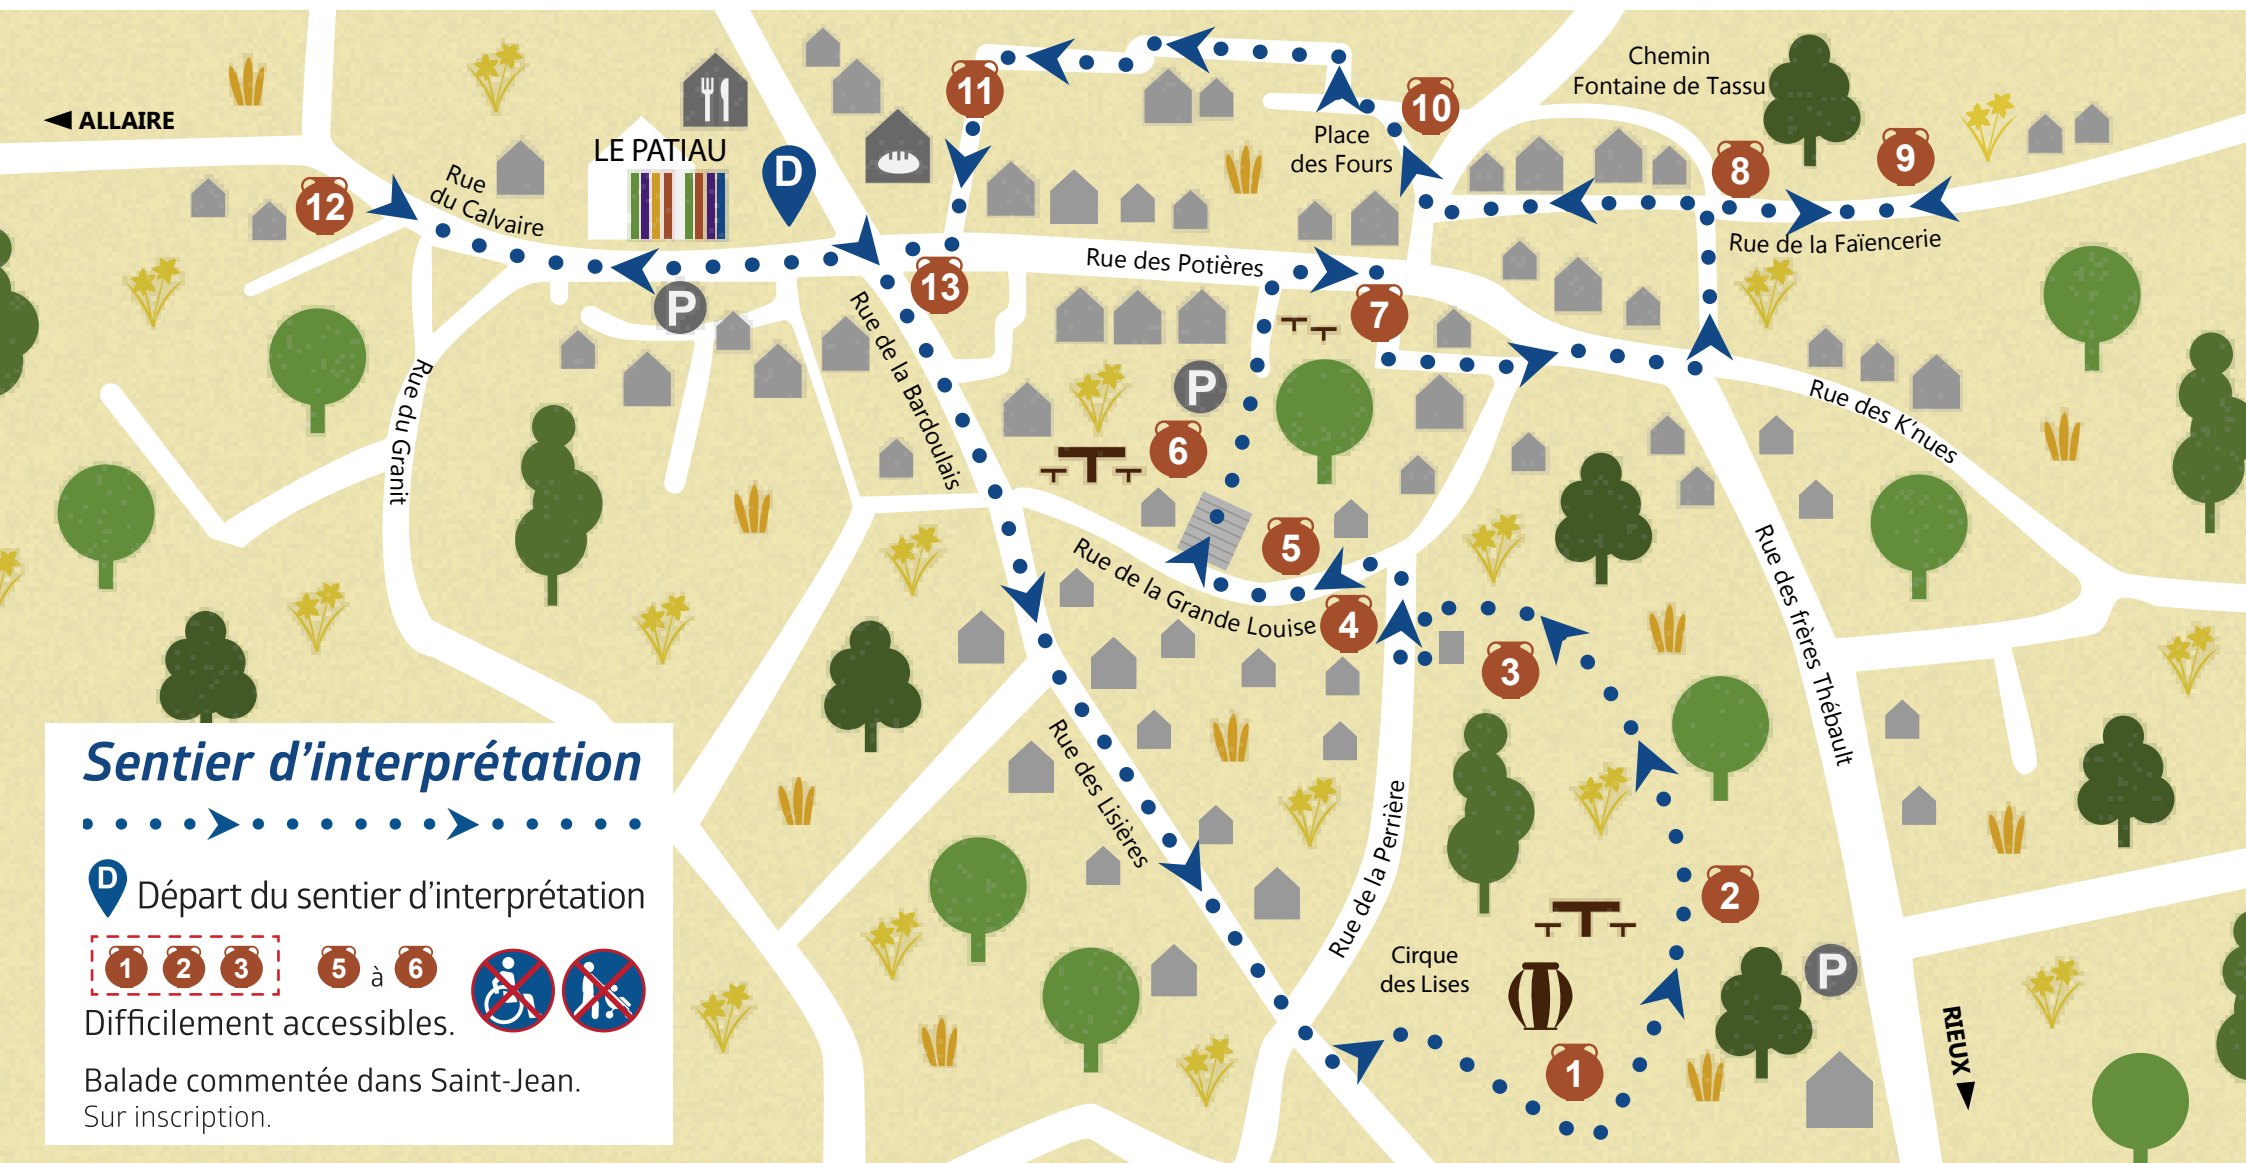 Chemin
Fontaine de Tassu
ALLAIRE
11
10
Place
des Fours
LE PATIAU
D
8
9
Rue
du Calvaire
12
Rue de la Faïencerie
Rue des Potières
13
P
7
Rue de la Bardoulais
Rue du Granit
P
6
Rue des K'nues
5
Rue de la Grande Louise
4
3
Rue des frères Thébault
Rue des Lisières
Rue de la Perrière
2
Cirque
des Lises
P
1
RIEUX
Sentier d'interprétation
D Départ du sentier d'interprétation
1 2 3 5 à 6
Difficilement accessibles.
Balade commentée dans Saint-Jean.
Sur inscription.